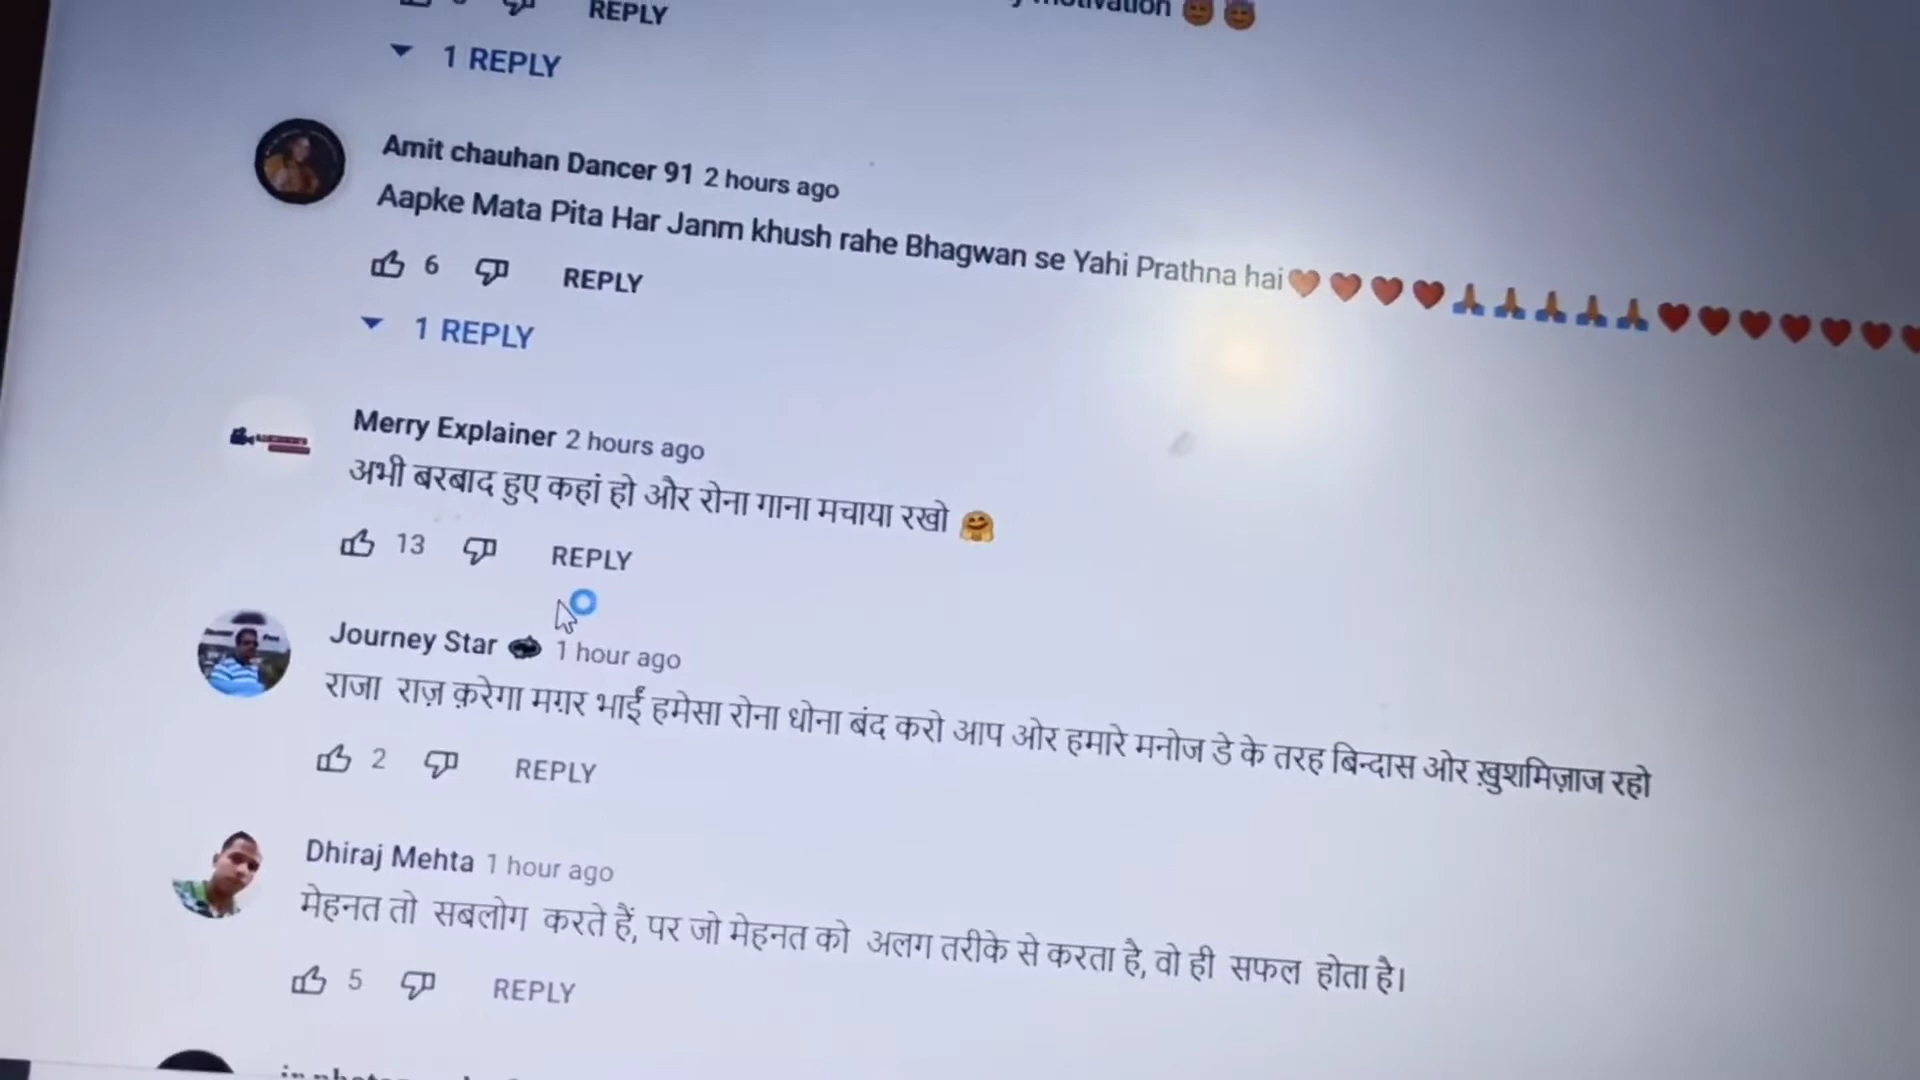 REPLY
motivation 😇 😇
1 REPLY
Amit chauhan Dancer 91 2 hours ago
Aapke Mata Pita Har Janm khush rahe Bhagwan se Yahi Prathna hai❤❤❤❤🙏🙏🙏🙏🙏❤❤❤❤❤❤❤
6 REPLY
1 REPLY
Merry Explainer 2 hours ago
अभी बरबाद हुए कहां हो और रोना गाना मचाया रखो 🤗
13 REPLY
Journey Star 1 hour ago
राजा राज़ क़रेगा मग़र भाईं हमेसा रोना धोना बंद करो आप ओर हमारे मनोज डे के तरह बिन्दास ओर ख़ुशमिज़ाज रहो
2 REPLY
Dhiraj Mehta 1 hour ago
मेहनत तो सबलोग करते हैं, पर जो मेहनत को अलग तरीके से करता है, वो ही सफल होता है।
5 REPLY